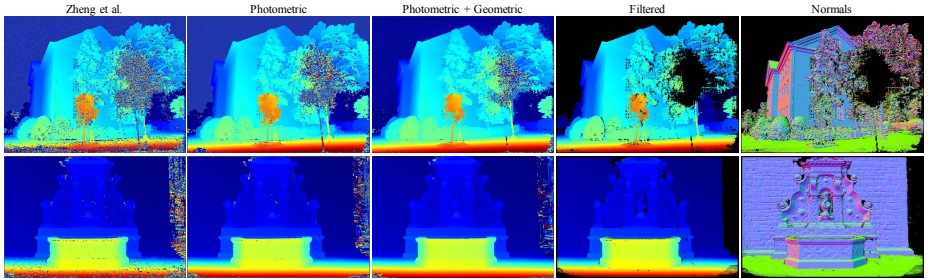 Zheng et al.
Photometric
Photometric + Geometric
Filtered
Normals